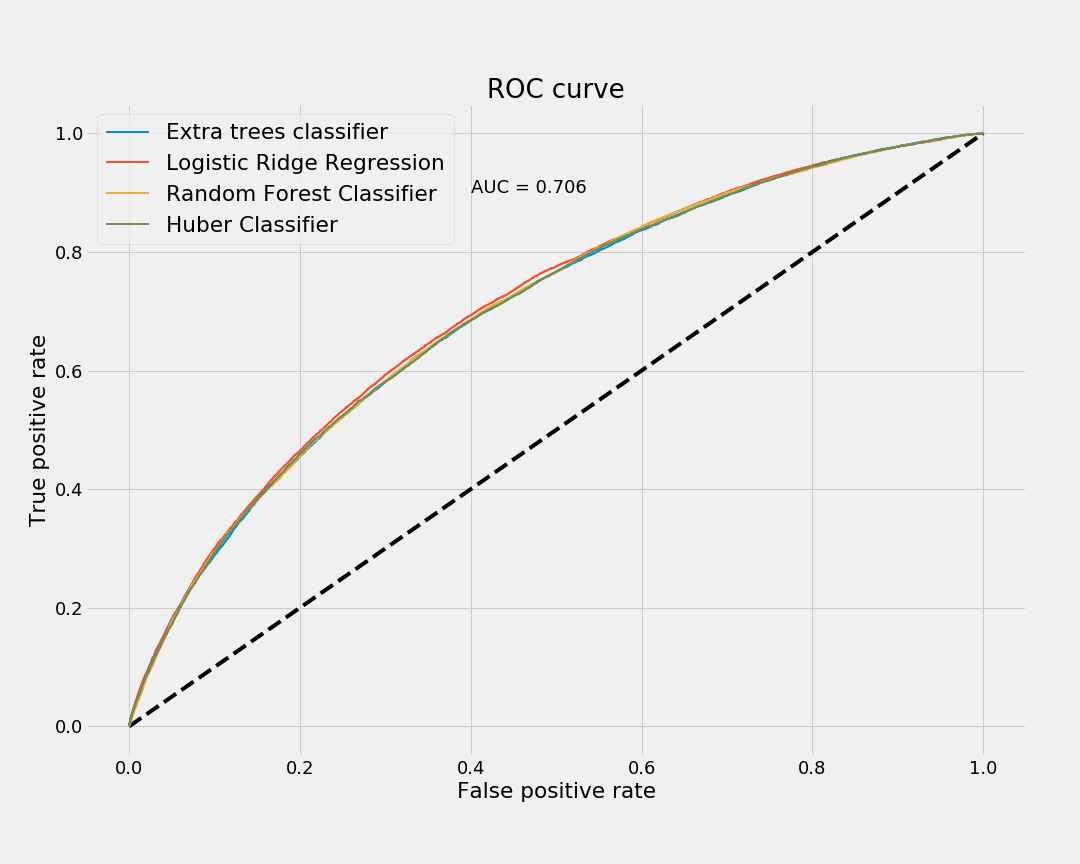 ROC curve
Extra trees classifier
Logistic Ridge Regression
Random Forest Classifier
Huber Classifier
AUC = 0.706
True positive rate
1.0
0.8
0.6
0.4
0.2
0.0
0.0 0.2 0.4 0.6 0.8 1.0
False positive rate